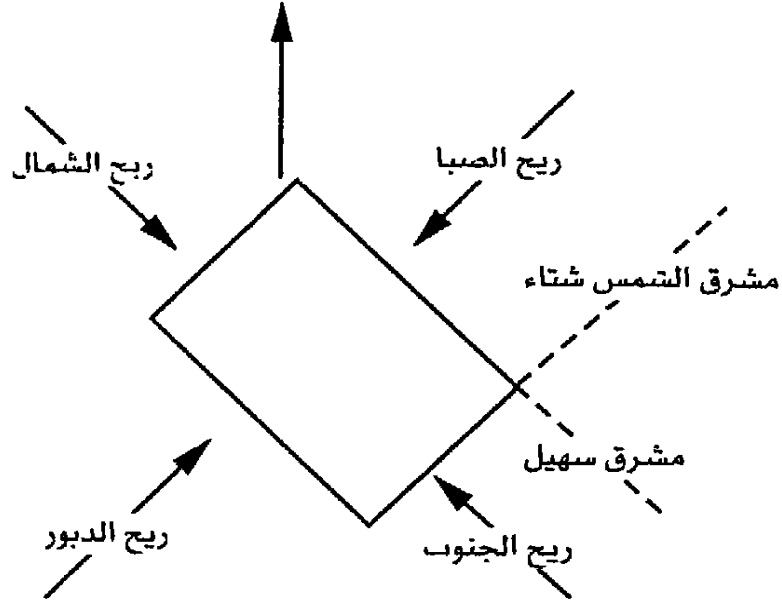 ريح الصبا
ريح الشمال
مشرق الشمس شتاء
مشرق سهيل
ريح الجنوب
ريح الدبور